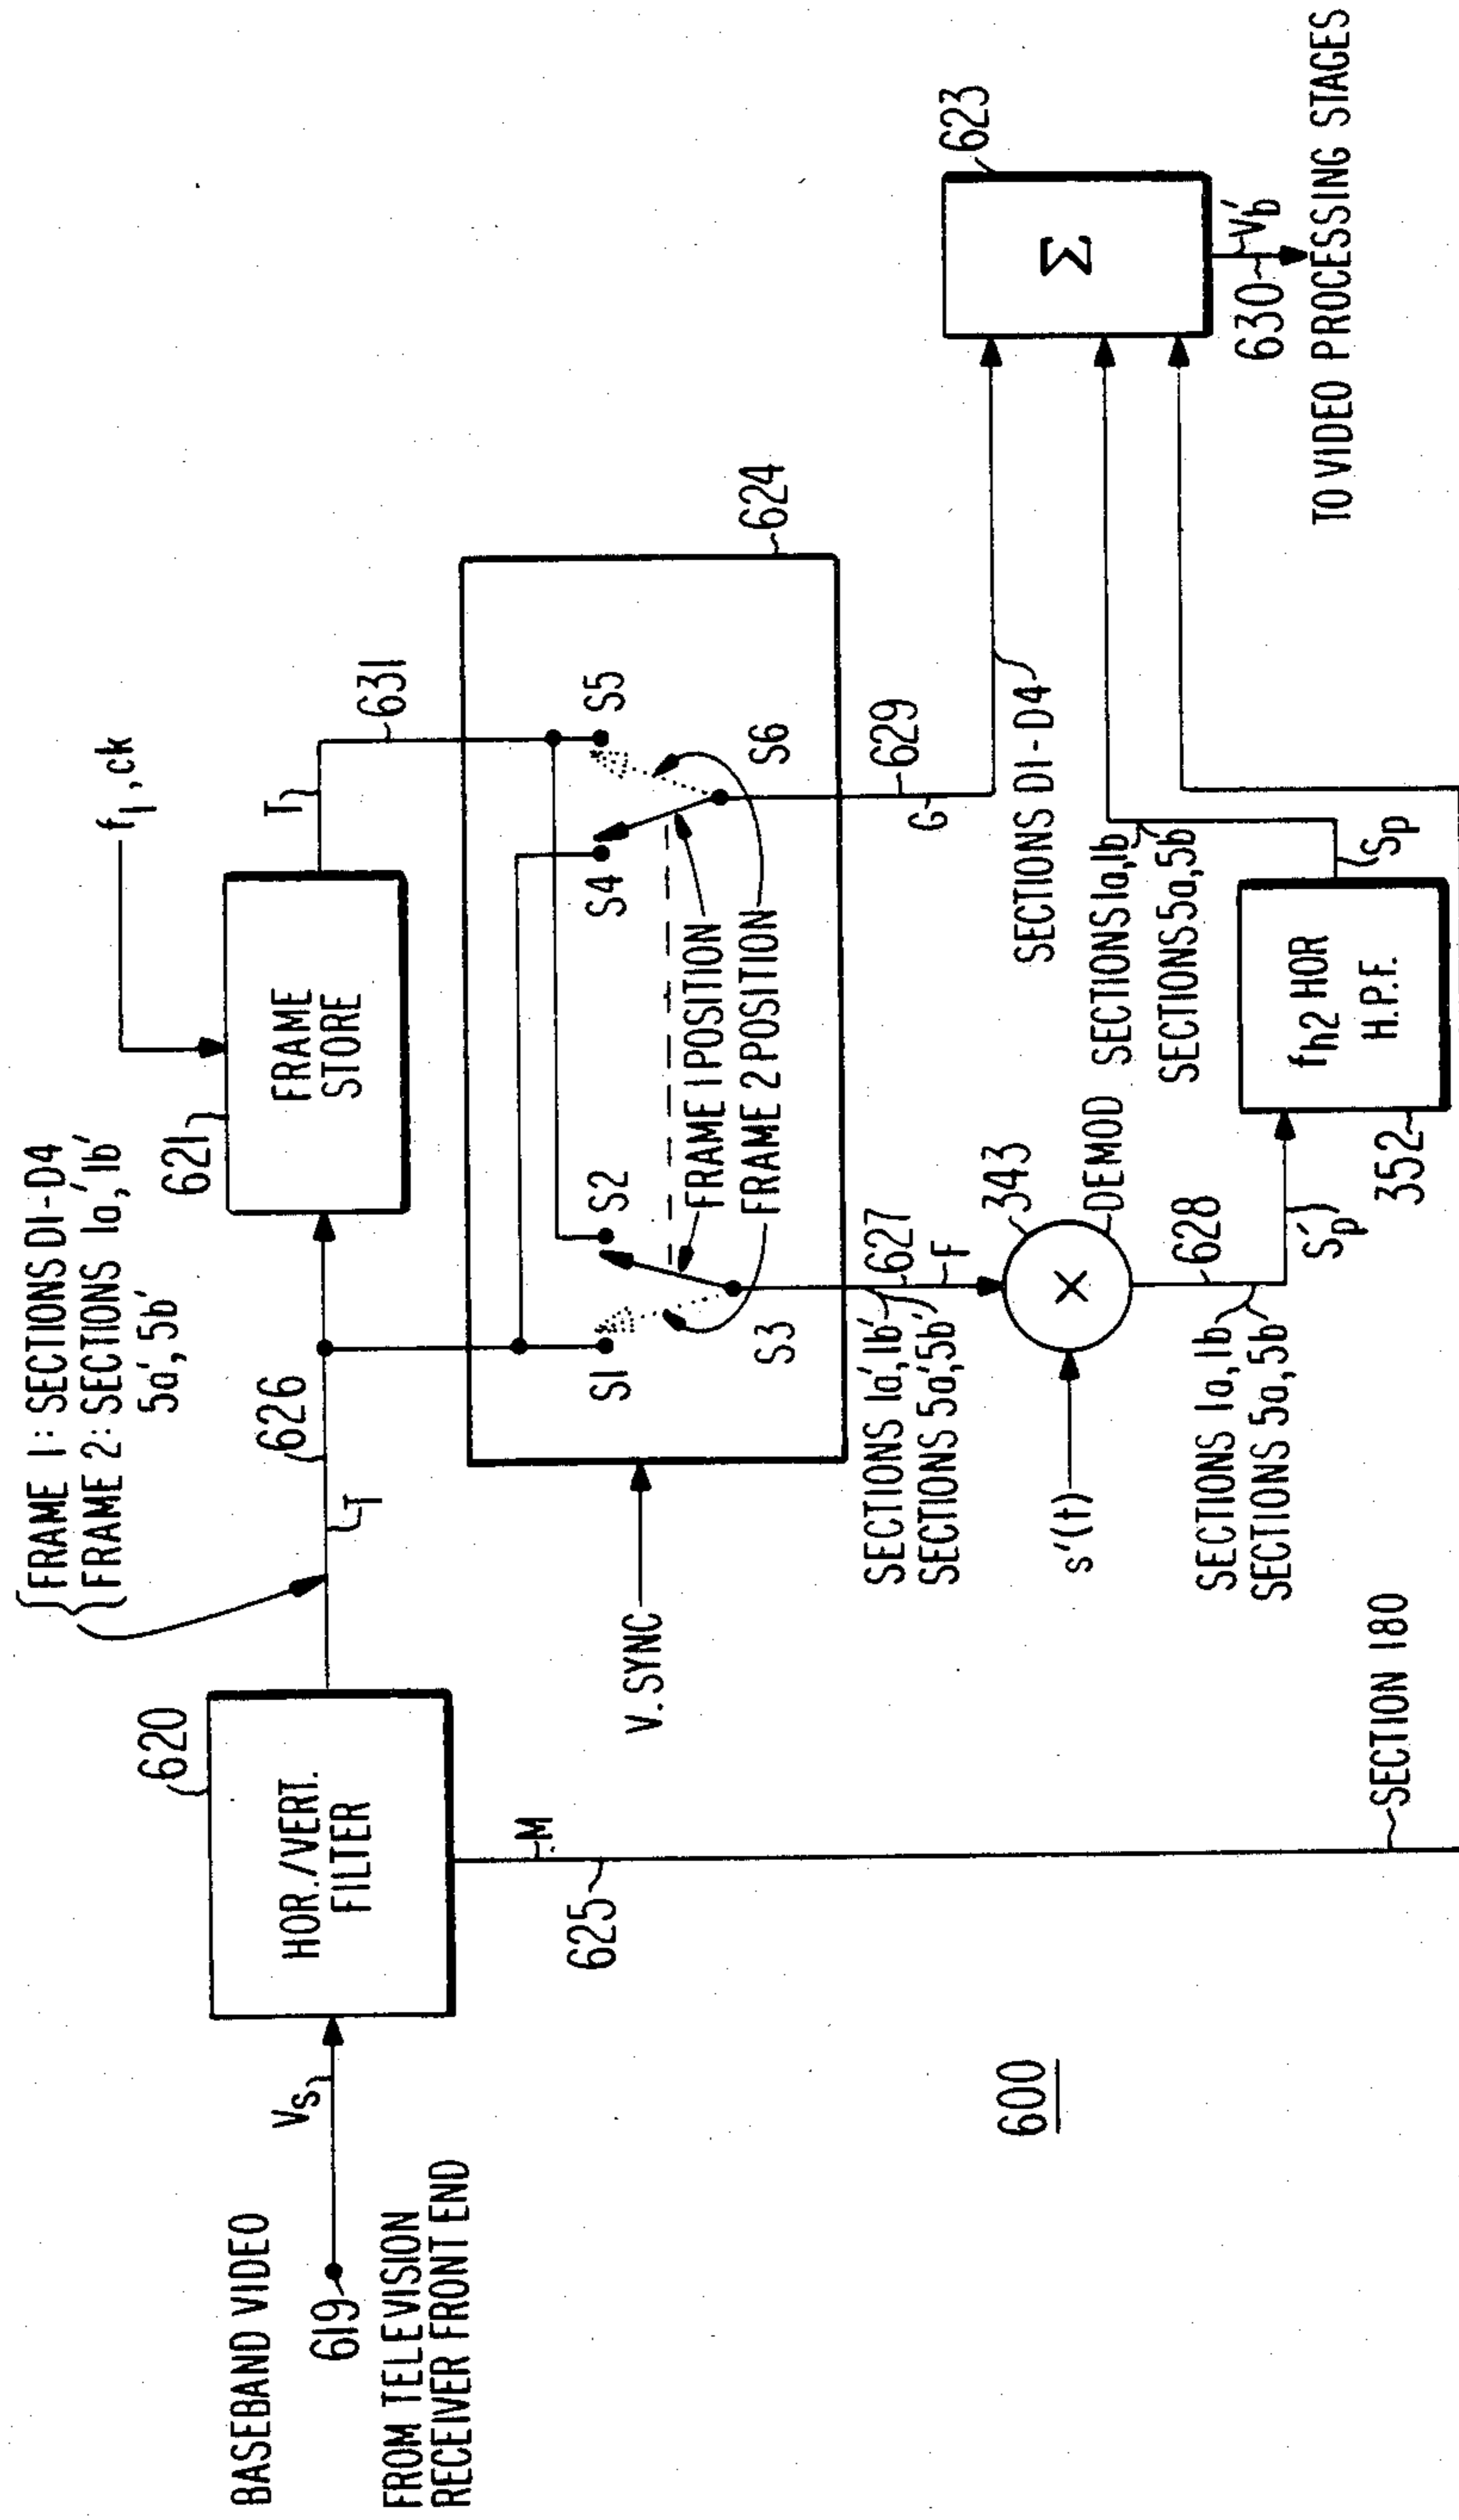 {FRAME 1: SECTIONS D1-D4
{FRAME 2: SECTIONS 1a', 1b'
5a', 5b'
BASEBAND VIDEO
619
FROM TELEVISION
RECEIVER FRONT END
Vs
620
HOR./VERT.
FILTER
T
626
621
FRAME
STORE
f1, ck
T
631
M
625
V. SYNC
S1
S2
S3
S4
S5
S6
FRAME 1 POSITION
FRAME 2 POSITION
624
SECTIONS 1a', 1b'
SECTIONS 5a', 5b'
627
F
629
G
SECTIONS D1-D4
s'(t)
343
×
DEMOD
SECTIONS 1a, 1b
SECTIONS 5a, 5b
628
S'p
352
fh2 HOR
H.P.F.
Sp
SECTIONS 1a, 1b
SECTIONS 5a, 5b
SECTION 180
623
Σ
630
V'b
TO VIDEO PROCESSING STAGES
600